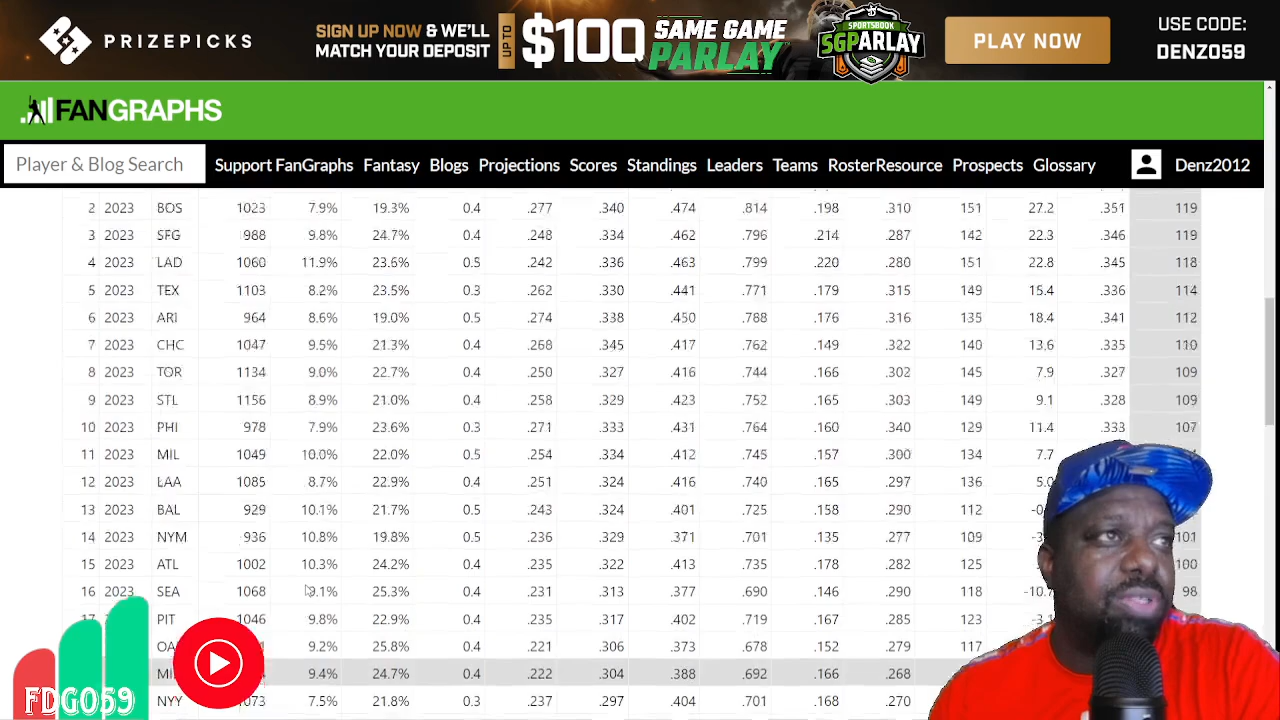 PRIZEPICKS
SIGN UP NOW & WE'LL
MATCH YOUR DEPOSIT
UP TO
$100
SAME GAME
PARLAY
SPORTSBOOK
SGPARLAY
PLAY NOW
USE CODE:
DENZ059
FANGRAPHS
Player & Blog Search Support FanGraphs Fantasy Blogs Projections Scores Standings Leaders Teams RosterResource Prospects Glossary Denz2012
2 2023 BOS 1023 7.9% 19.3% 0.4 .277 .340 .474 .814 .198 .310 151 27.2 .351 119
3 2023 SFG 988 9.8% 24.7% 0.4 .248 .334 .462 .796 .214 .287 142 22.3 .346 119
4 2023 LAD 1060 11.9% 23.6% 0.5 .242 .336 .463 .799 .220 .280 151 22.8 .345 118
5 2023 TEX 1103 8.2% 23.5% 0.3 .262 .330 .441 .771 .179 .315 149 15.4 .336 114
6 2023 ARI 964 8.6% 19.0% 0.5 .274 .338 .450 .788 .176 .316 135 18.4 .341 112
7 2023 CHC 1047 9.5% 21.3% 0.4 .268 .345 .417 .762 .149 .322 140 13.6 .335 110
8 2023 TOR 1134 9.0% 22.7% 0.4 .250 .327 .416 .744 .166 .302 145 7.9 .327 109
9 2023 STL 1156 8.9% 21.0% 0.4 .258 .329 .423 .752 .165 .303 149 9.1 .328 109
10 2023 PHI 978 7.9% 23.6% 0.3 .271 .333 .431 .764 .160 .340 129 11.4 .333 107
11 2023 MIL 1049 10.0% 22.0% 0.5 .254 .334 .412 .745 .157 .300 134 7.7
12 2023 LAA 1085 8.7% 22.9% 0.4 .251 .324 .416 .740 .165 .297 136
13 2023 BAL 929 10.1% 21.7% 0.5 .243 .324 .401 .725 .158 .290 112
14 2023 NYM 936 10.8% 19.8% 0.5 .236 .329 .371 .701 .135 .277 109 101
15 2023 ATL 1002 10.3% 24.2% 0.4 .235 .322 .413 .735 .178 .282 125 100
16 2023 SEA 1068 9.1% 25.3% 0.4 .231 .313 .377 .690 .146 .290 118 98
17 PIT 1046 9.8% 22.9% 0.4 .235 .317 .402 .719 .167 .285 123
9.2% 25.8% 0.4 .221 .306 .373 .678 .152 .279 117
9.4% 24.7% 0.4 .222 .304 .388 .692 .166 .268
NYY 1073 7.5% 21.8% 0.3 .237 .297 .404 .701 .168 .270
FDG059